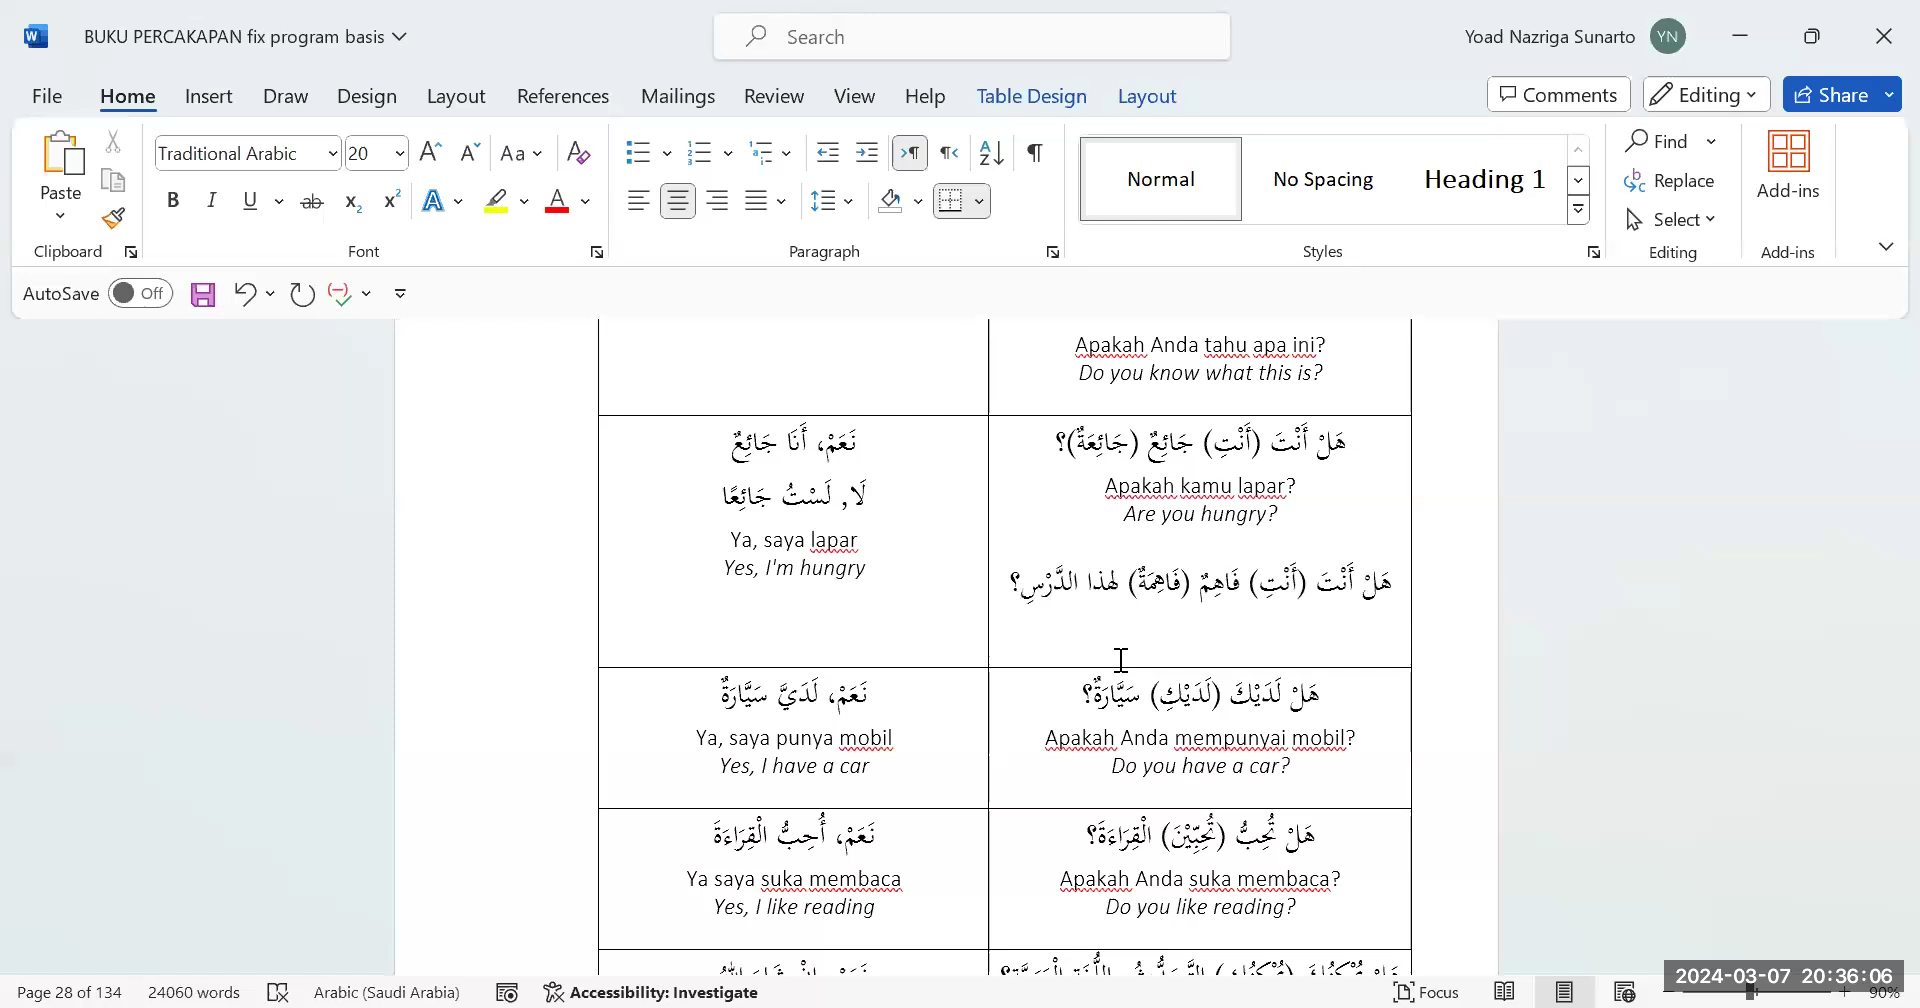 BUKU PERCAKAPAN fix program basis
Search
Yoad Nazriga Sunarto
YN
File
Home
Insert
Draw
Design
Layout
References
Mailings
Review
View
Help
Table Design
Layout
Comments
Editing
Share
Paste
Clipboard
Traditional Arabic
20
Font
Paragraph
Normal
No Spacing
Heading 1
Styles
Find
Replace
Select
Editing
Add-ins
Add-ins
AutoSave
Off
Apakah Anda tahu apa ini?
Do you know what this is?
هَلْ أَنْتَ (أَنْتِ) جَائِعٌ (جَائِعَةٌ)؟
Apakah kamu lapar?
Are you hungry?
هَلْ أَنْتَ (أَنْتِ) فَاهِمٌ (فَاهِمَةٌ) لهذا الدَّرْسِ؟
نَعَمْ، أَنَا جَائِعٌ
لَا, لَسْتُ جَائِعًا
Ya, saya lapar
Yes, I'm hungry
هَلْ لَدَيْكَ (لَدَيْكِ) سَيَّارَةٌ؟
Apakah Anda mempunyai mobil?
Do you have a car?
نَعَمْ، لَدَيَّ سَيَّارَةٌ
Ya, saya punya mobil
Yes, I have a car
هَلْ تُحِبُّ (تُحِبِّيْنَ) الْقِرَاءَةَ؟
Apakah Anda suka membaca?
Do you like reading?
نَعَمْ، أُحِبُّ الْقِرَاءَةَ
Ya saya suka membaca
Yes, I like reading
Page 28 of 134
24060 words
Arabic (Saudi Arabia)
Accessibility: Investigate
Focus
90%
2024-03-07 20:36:06